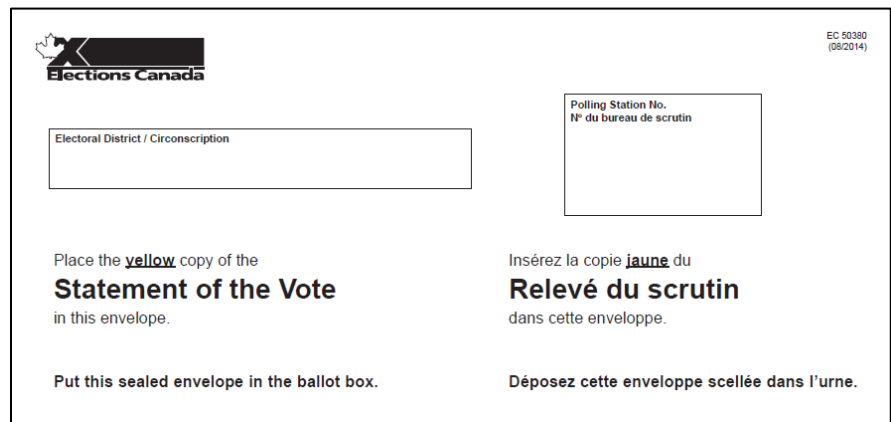 EC 50380
(08/2014)
Elections Canada
Polling Station No.
Nº du bureau de scrutin
Electoral District / Circonscription
Place the yellow copy of the
Statement of the Vote
in this envelope.
Put this sealed envelope in the ballot box.
Insérez la copie jaune du
Relevé du scrutin
dans cette enveloppe.
Déposez cette enveloppe scellée dans l’urne.